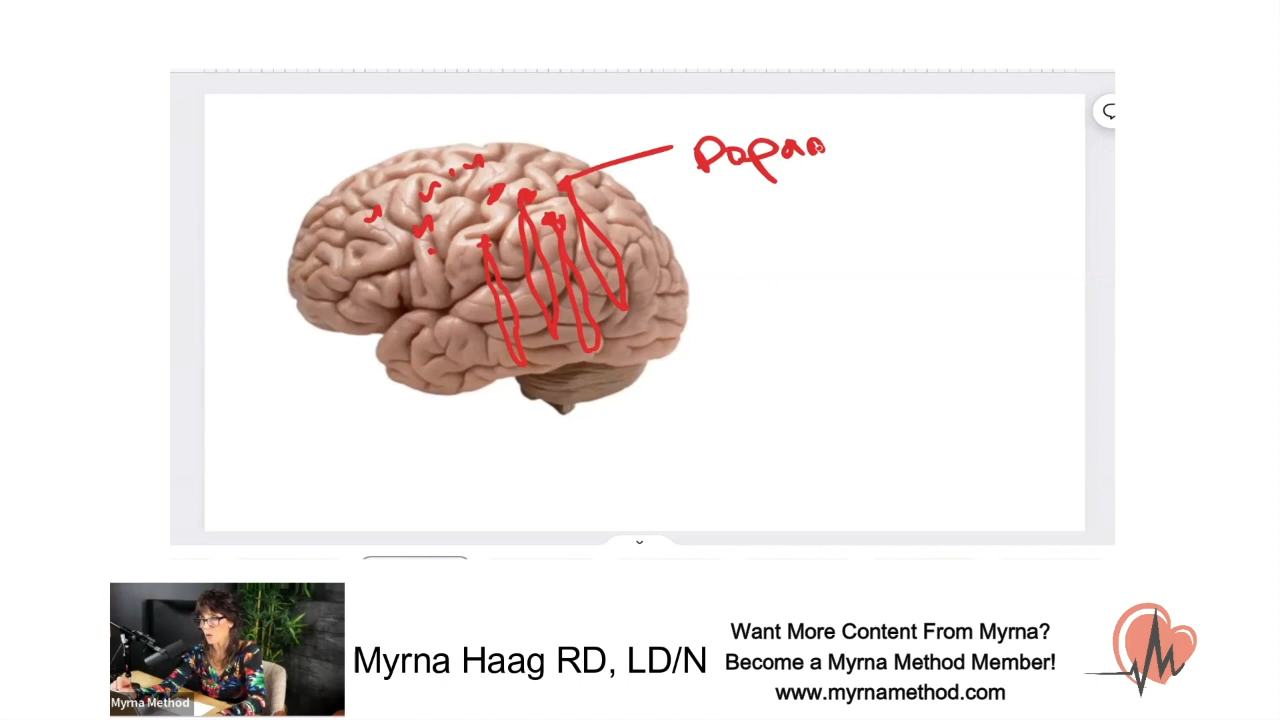 Dopam
Myrna Method
Myrna Haag RD, LD/N
Want More Content From Myrna?
Become a Myrna Method Member!
www.myrnamethod.com